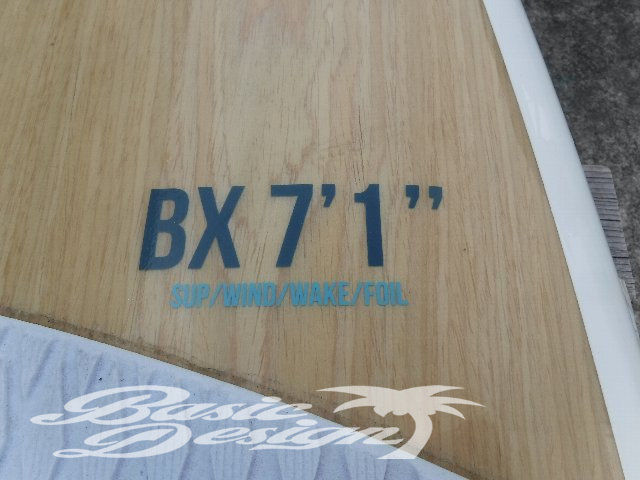 BX 7'1"
SUP/WIND/WAKE/FOIL
Basic
Design